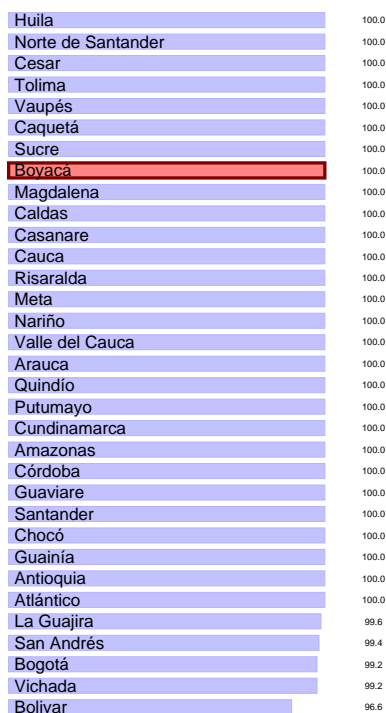 Huila 100.0
Norte de Santander 100.0
Cesar 100.0
Tolima 100.0
Vaupés 100.0
Caquetá 100.0
Sucre 100.0
Boyacá 100.0
Magdalena 100.0
Caldas 100.0
Casanare 100.0
Cauca 100.0
Risaralda 100.0
Meta 100.0
Nariño 100.0
Valle del Cauca 100.0
Arauca 100.0
Quindío 100.0
Putumayo 100.0
Cundinamarca 100.0
Amazonas 100.0
Córdoba 100.0
Guaviare 100.0
Santander 100.0
Chocó 100.0
Guainía 100.0
Antioquia 100.0
Atlántico 100.0
La Guajira 99.6
San Andrés 99.4
Bogotá 99.2
Vichada 99.2
Bolivar 96.6